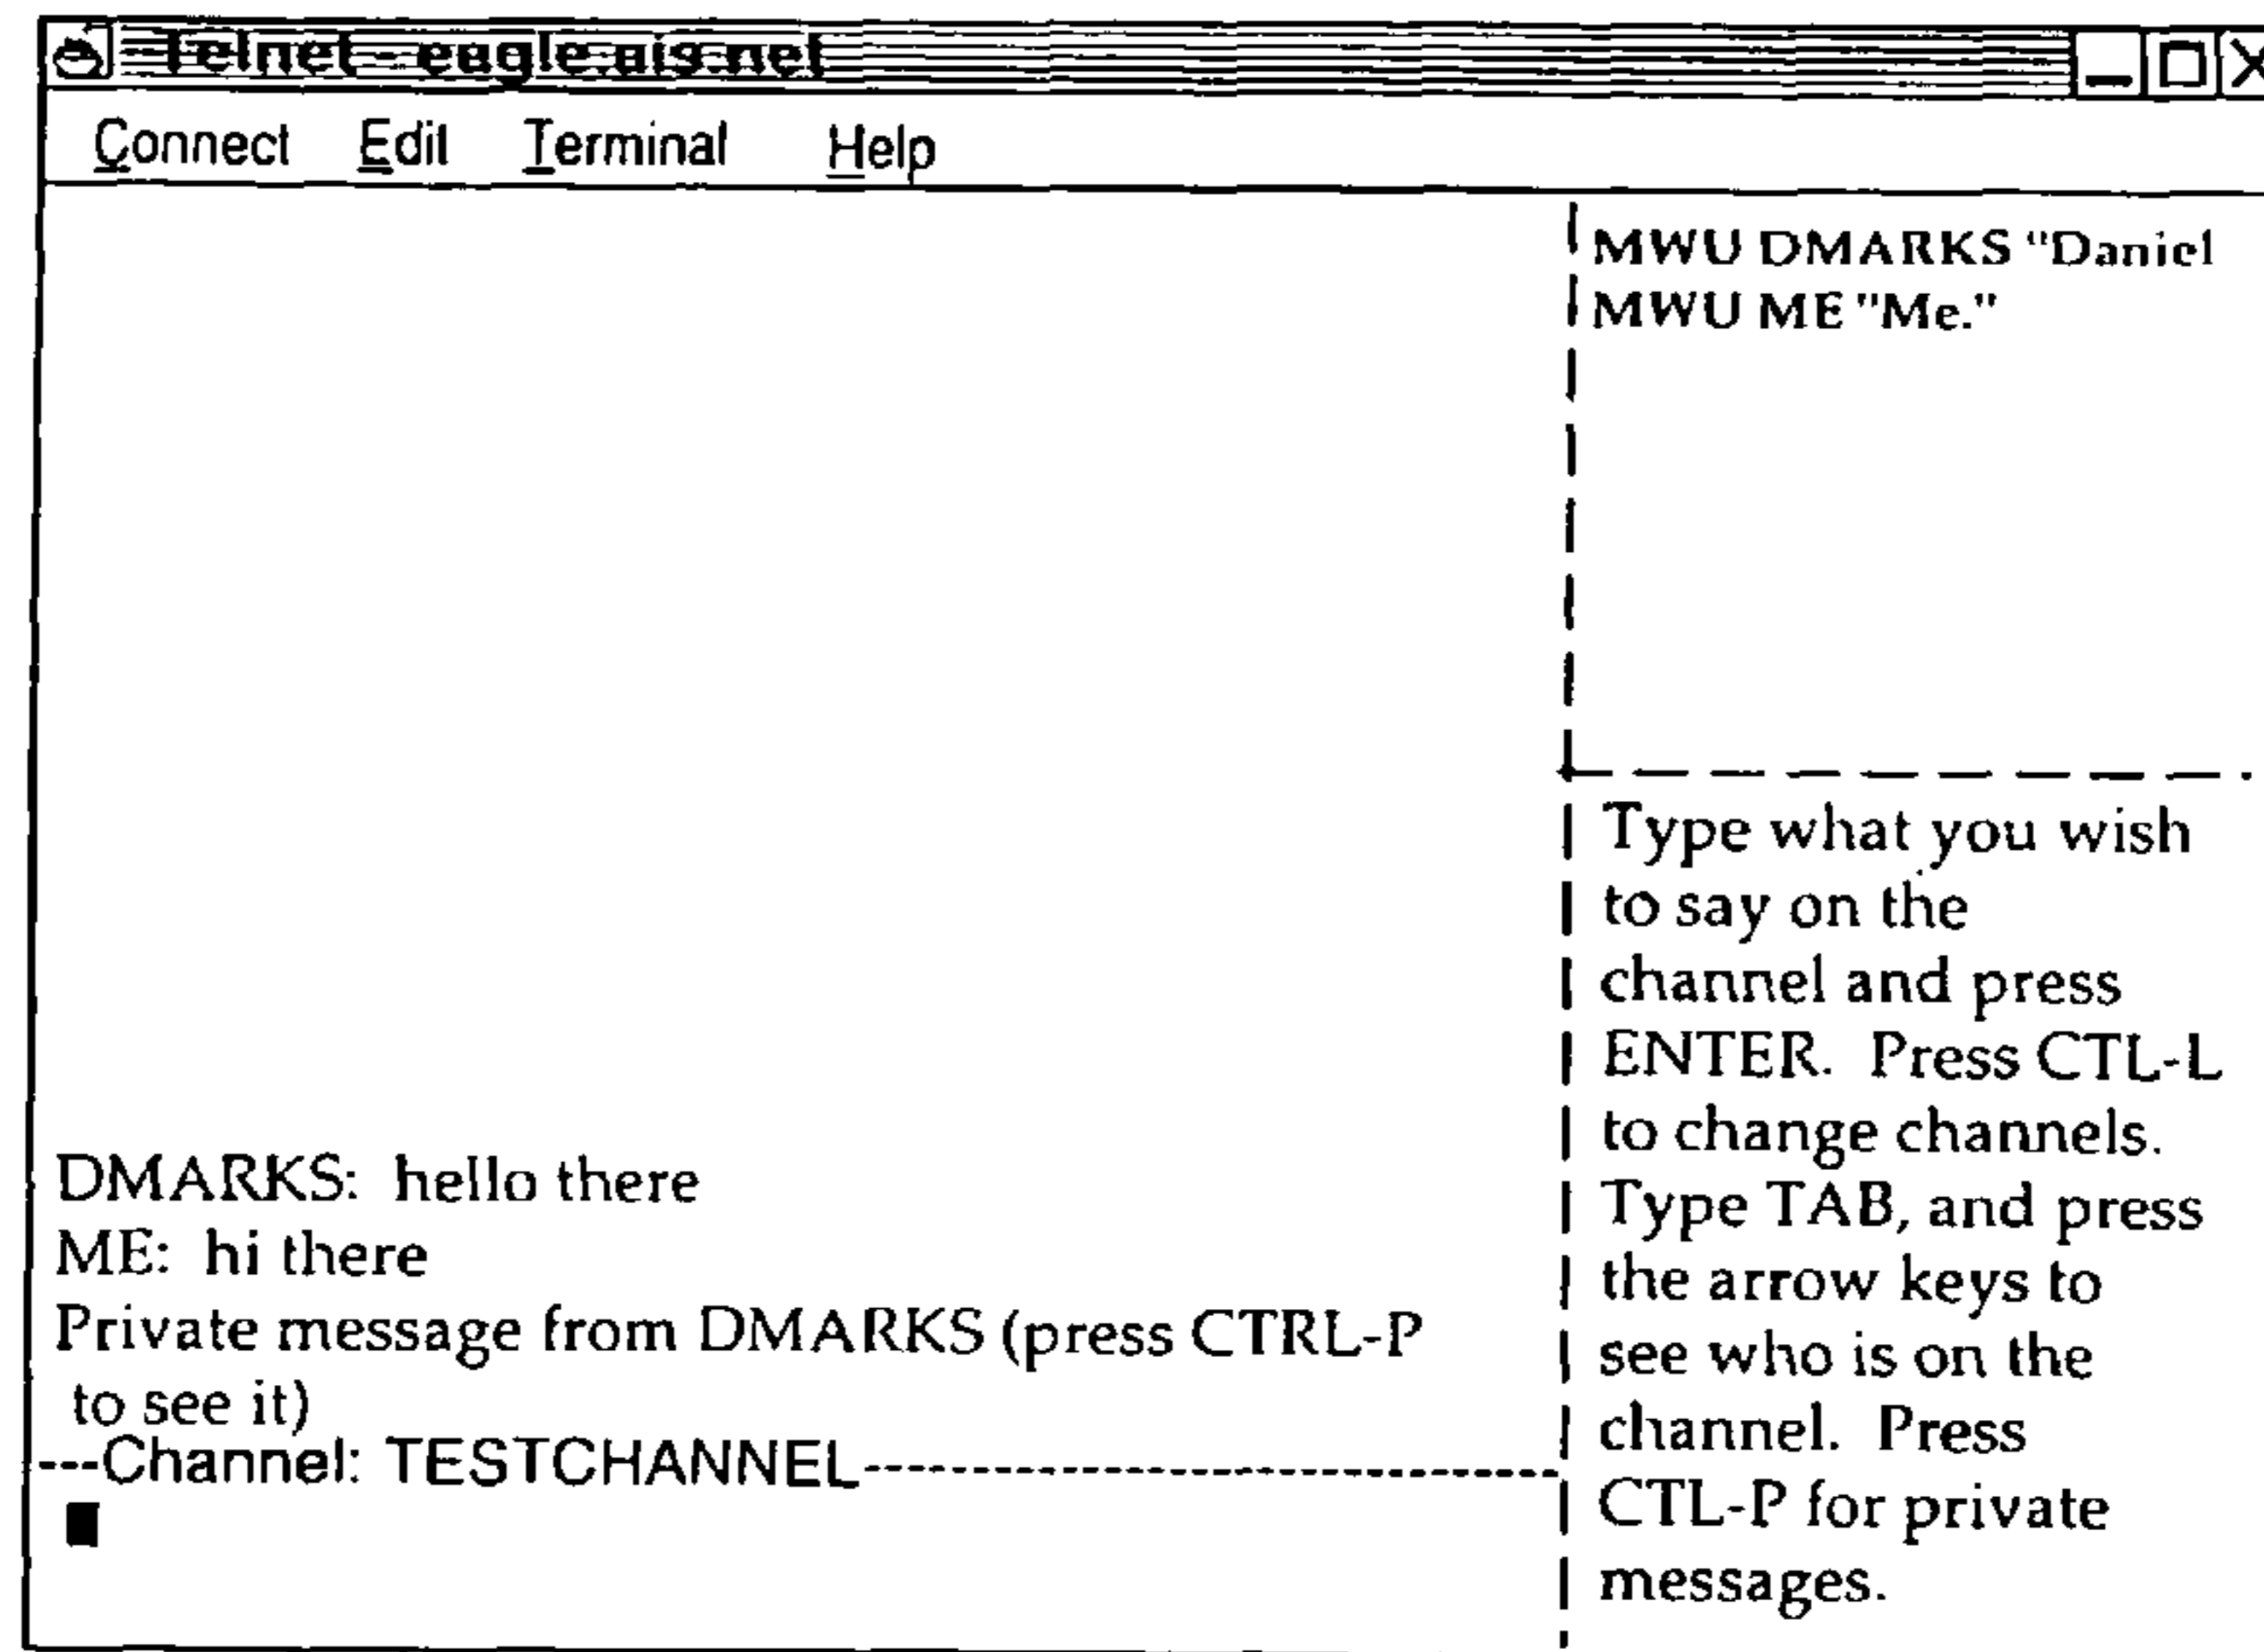 Telnet - eagle.ais.net
Connect Edit Terminal Help
MWU DMARKS "Daniel
MWU ME "Me."
DMARKS: hello there
ME: hi there
Private message from DMARKS (press CTRL-P
to see it)
---Channel: TESTCHANNEL--------------------------------
Type what you wish
to say on the
channel and press
ENTER. Press CTL-L
to change channels.
Type TAB, and press
the arrow keys to
see who is on the
channel. Press
CTL-P for private
messages.